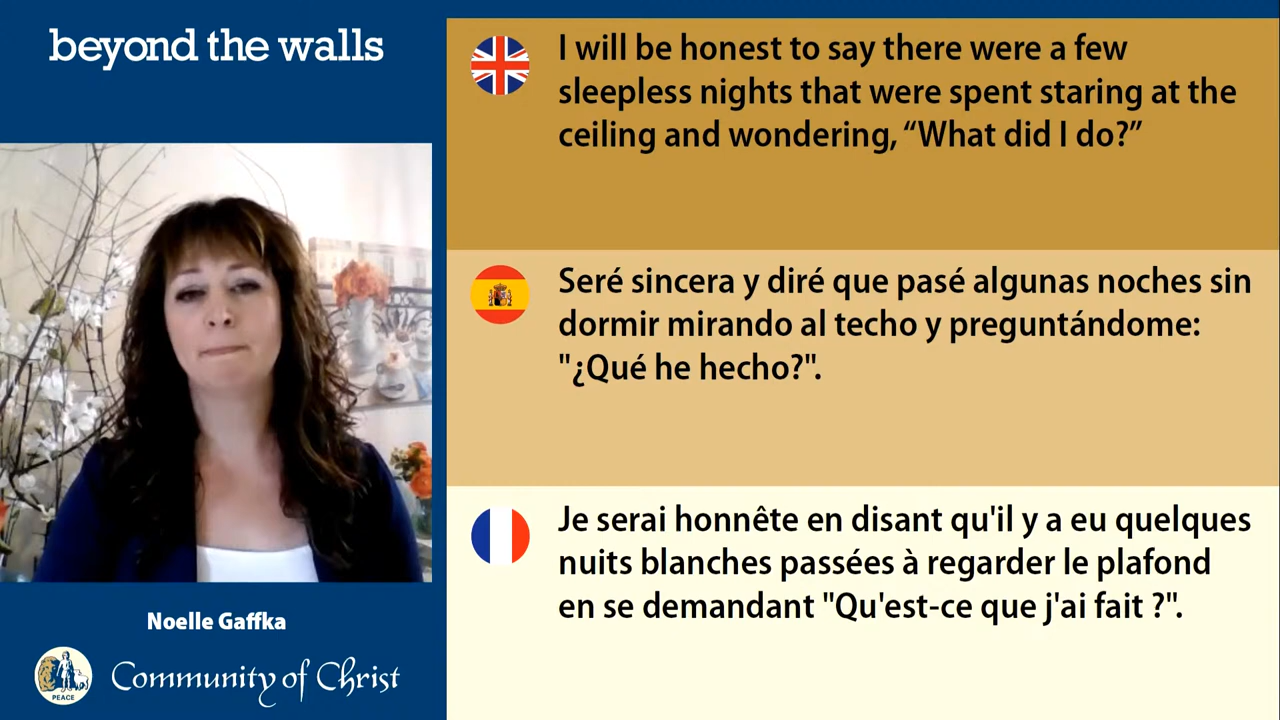 beyond the walls
I will be honest to say there were a few
sleepless nights that were spent staring at the
ceiling and wondering, “What did I do?”
Seré sincera y diré que pasé algunas noches sin
dormir mirando al techo y preguntándome:
"¿Qué he hecho?".
Je serai honnête en disant qu'il y a eu quelques
nuits blanches passées à regarder le plafond
en se demandant "Qu'est-ce que j'ai fait ?".
Noelle Gaffka
PEACE
Community of Christ